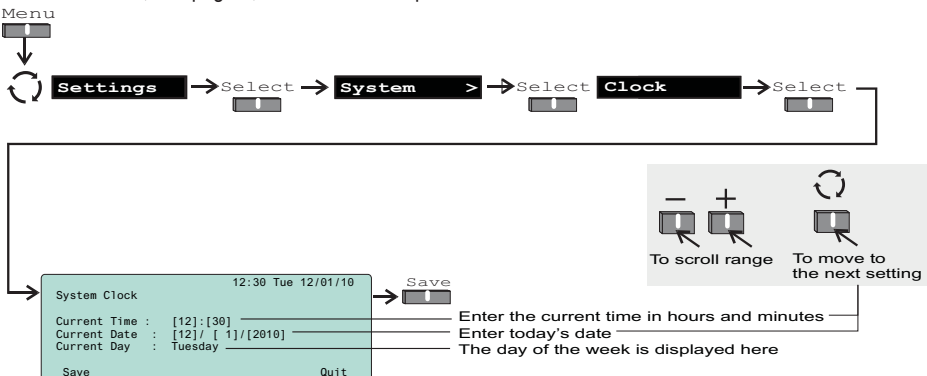 Menu
Settings Select System > Select Clock Select
− +
To scroll range
To move to
the next setting
12:30 Tue 12/01/10
System Clock
Current Time : [12]:[30]
Current Date : [12]/ [ 1]/[2010]
Current Day : Tuesday
Save Quit
Save
Enter the current time in hours and minutes
Enter today's date
The day of the week is displayed here